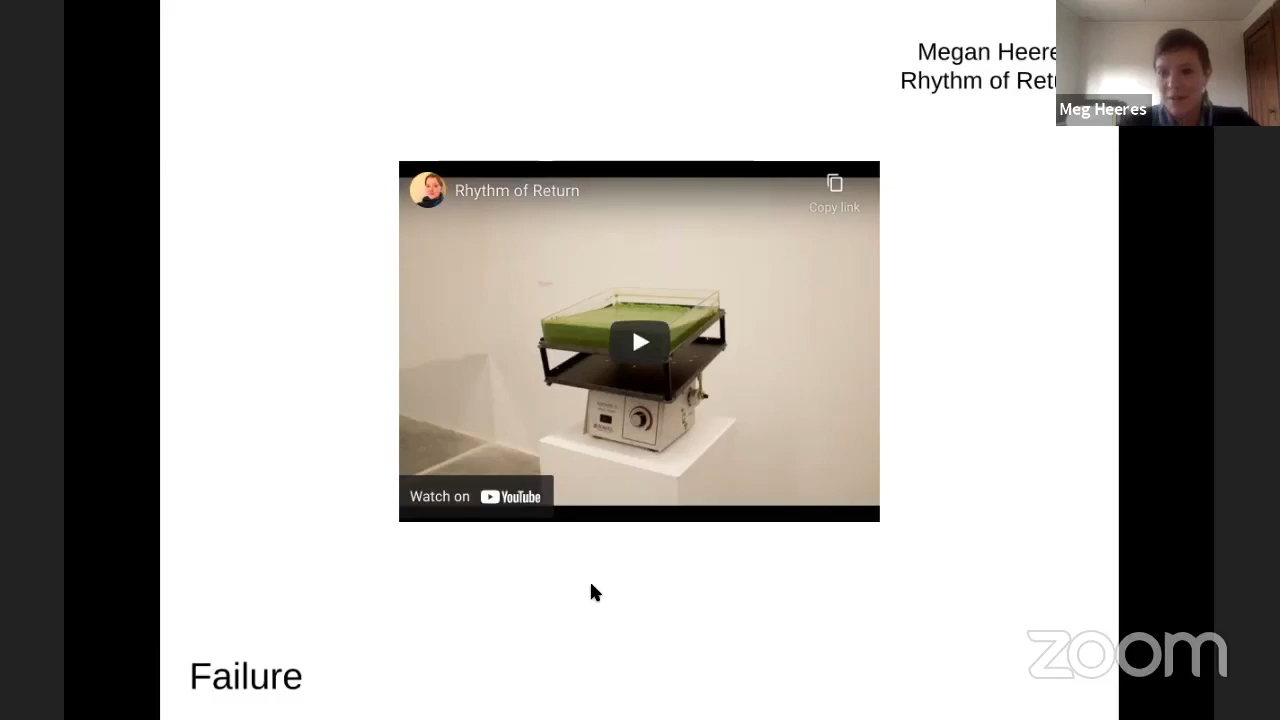 Megan Heere
Rhythm of Ret
Meg Heeres
Rhythm of Return
Copy link
Watch on YouTube
Failure
zoom